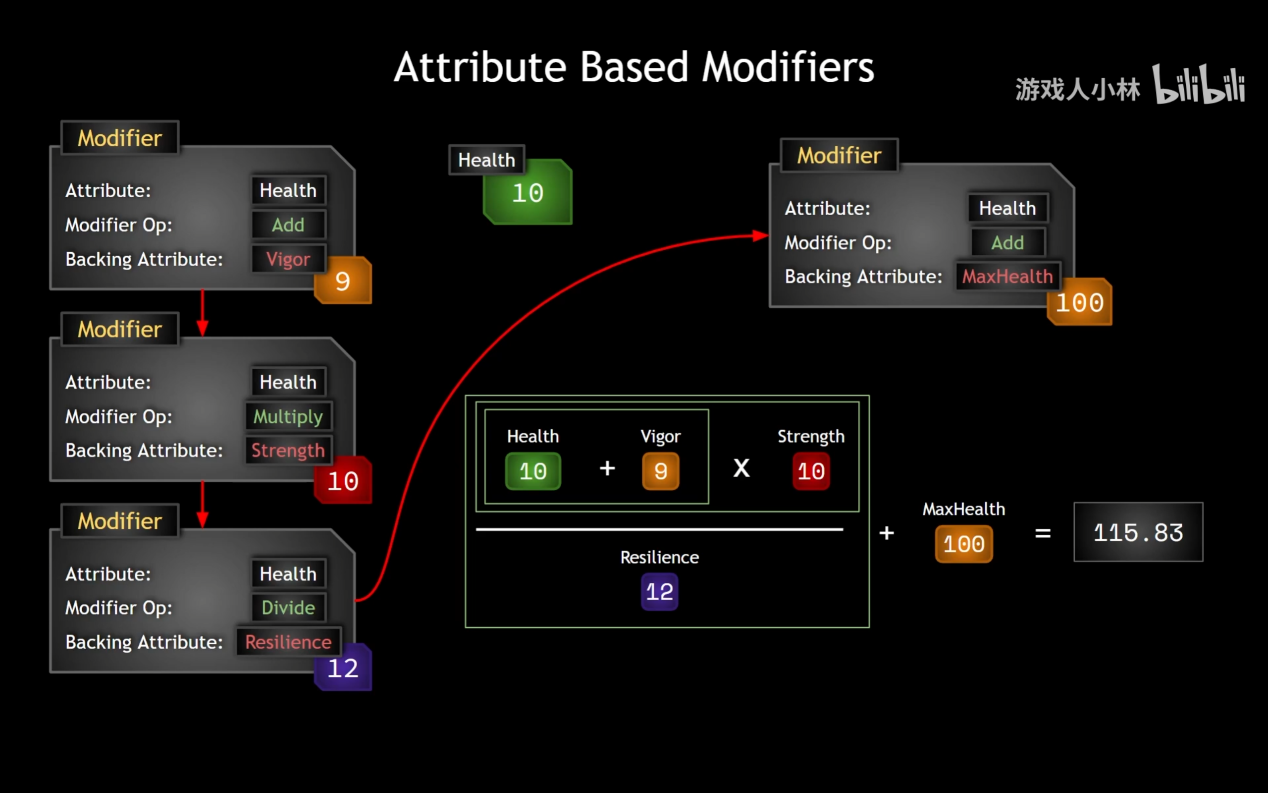 Attribute Based Modifiers
游戏人小林 bilibili
Modifier
Attribute: Health
Modifier Op: Add
Backing Attribute: Vigor
9
Modifier
Attribute: Health
Modifier Op: Multiply
Backing Attribute: Strength
10
Modifier
Attribute: Health
Modifier Op: Divide
Backing Attribute: Resilience
12
Health
10
Modifier
Attribute: Health
Modifier Op: Add
Backing Attribute: MaxHealth
100
Health Vigor Strength
10 + 9 X 10
Resilience
12
MaxHealth
+ 100 = 115.83